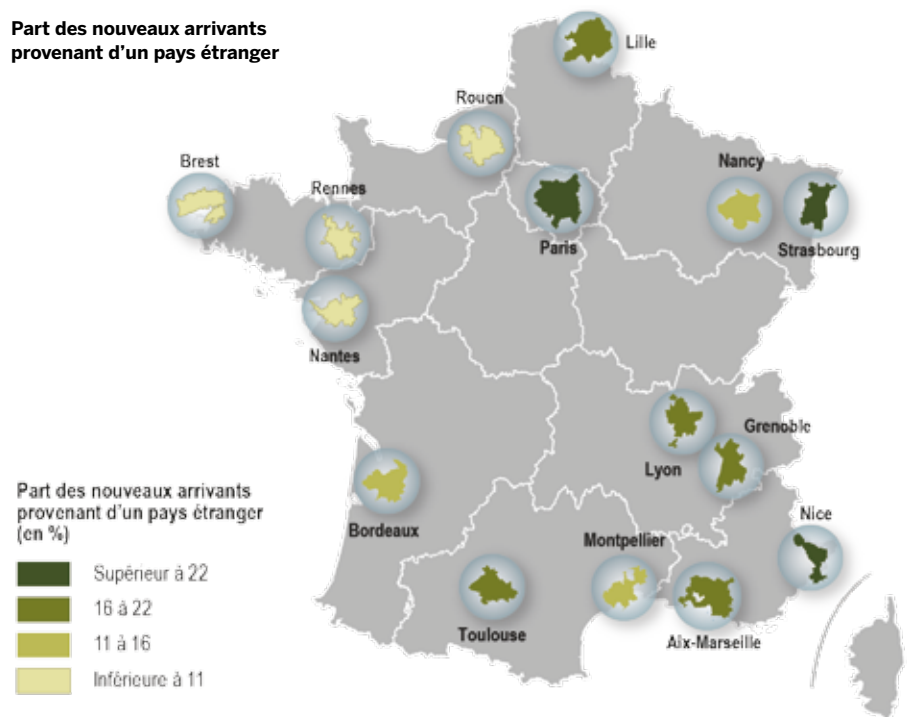 Part des nouveaux arrivants
provenant d'un pays étranger
Lille
Rouen
Brest
Rennes
Nancy
Paris
Strasbourg
Nantes
Grenoble
Lyon
Part des nouveaux arrivants
provenant d'un pays étranger
(en %)
Bordeaux
Montpellier
Nice
Supérieur à 22
16 à 22
Toulouse
Aix-Marseille
11 à 16
Inférieure à 11